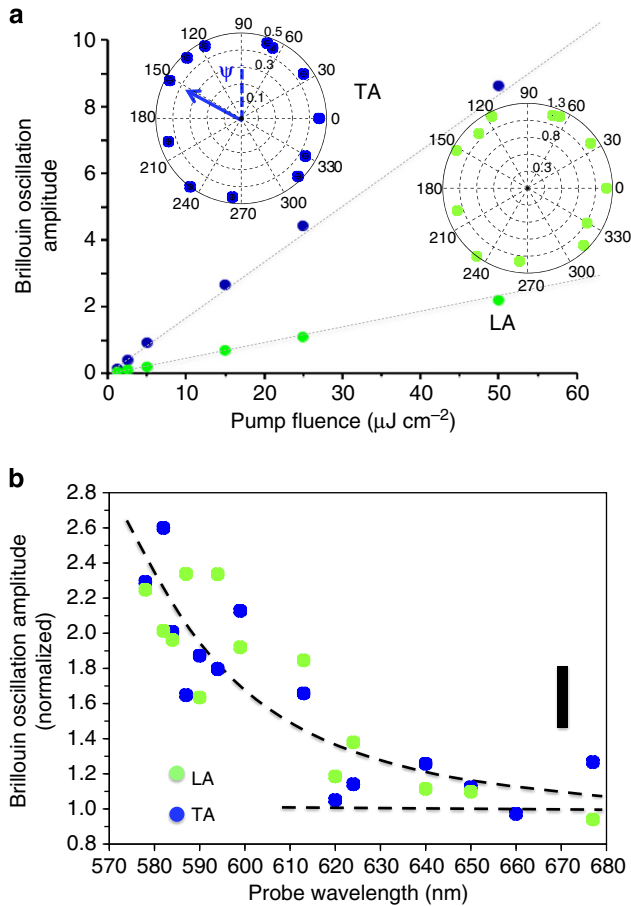 a
10
8
6
4
2
0
Brillouin oscillation
amplitude
0 10 20 30 40 50 60
Pump fluence (μJ cm⁻²)
TA
LA
90
120 0.5 60
150 0.3 30
ψ
0.1
180 0
210 330
240 300
270
90
120 1.3 60
150 0.8 30
0.3
180 0
210 330
240 300
270
b
2.8
2.6
2.4
2.2
2.0
1.8
1.6
1.4
1.2
1.0
0.8
Brillouin oscillation amplitude
(normalized)
LA
TA
570 580 590 600 610 620 630 640 650 660 670 680
Probe wavelength (nm)